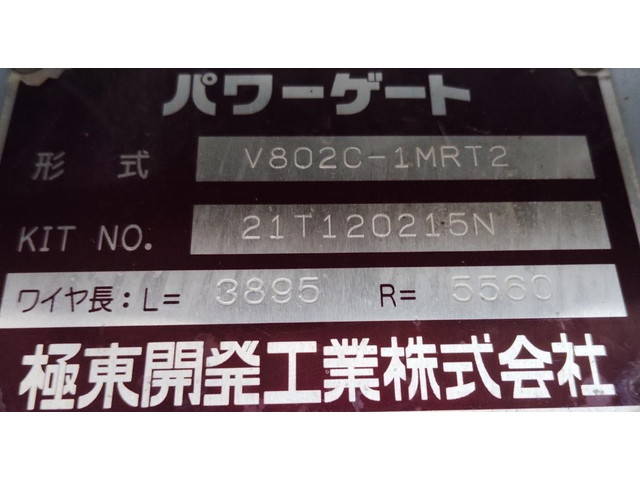 パワーゲート
形 式 V802C-1MRT2
KIT NO. 21T120215N
ワイヤ長:L= 3895 R= 5560
極東開発工業株式会社